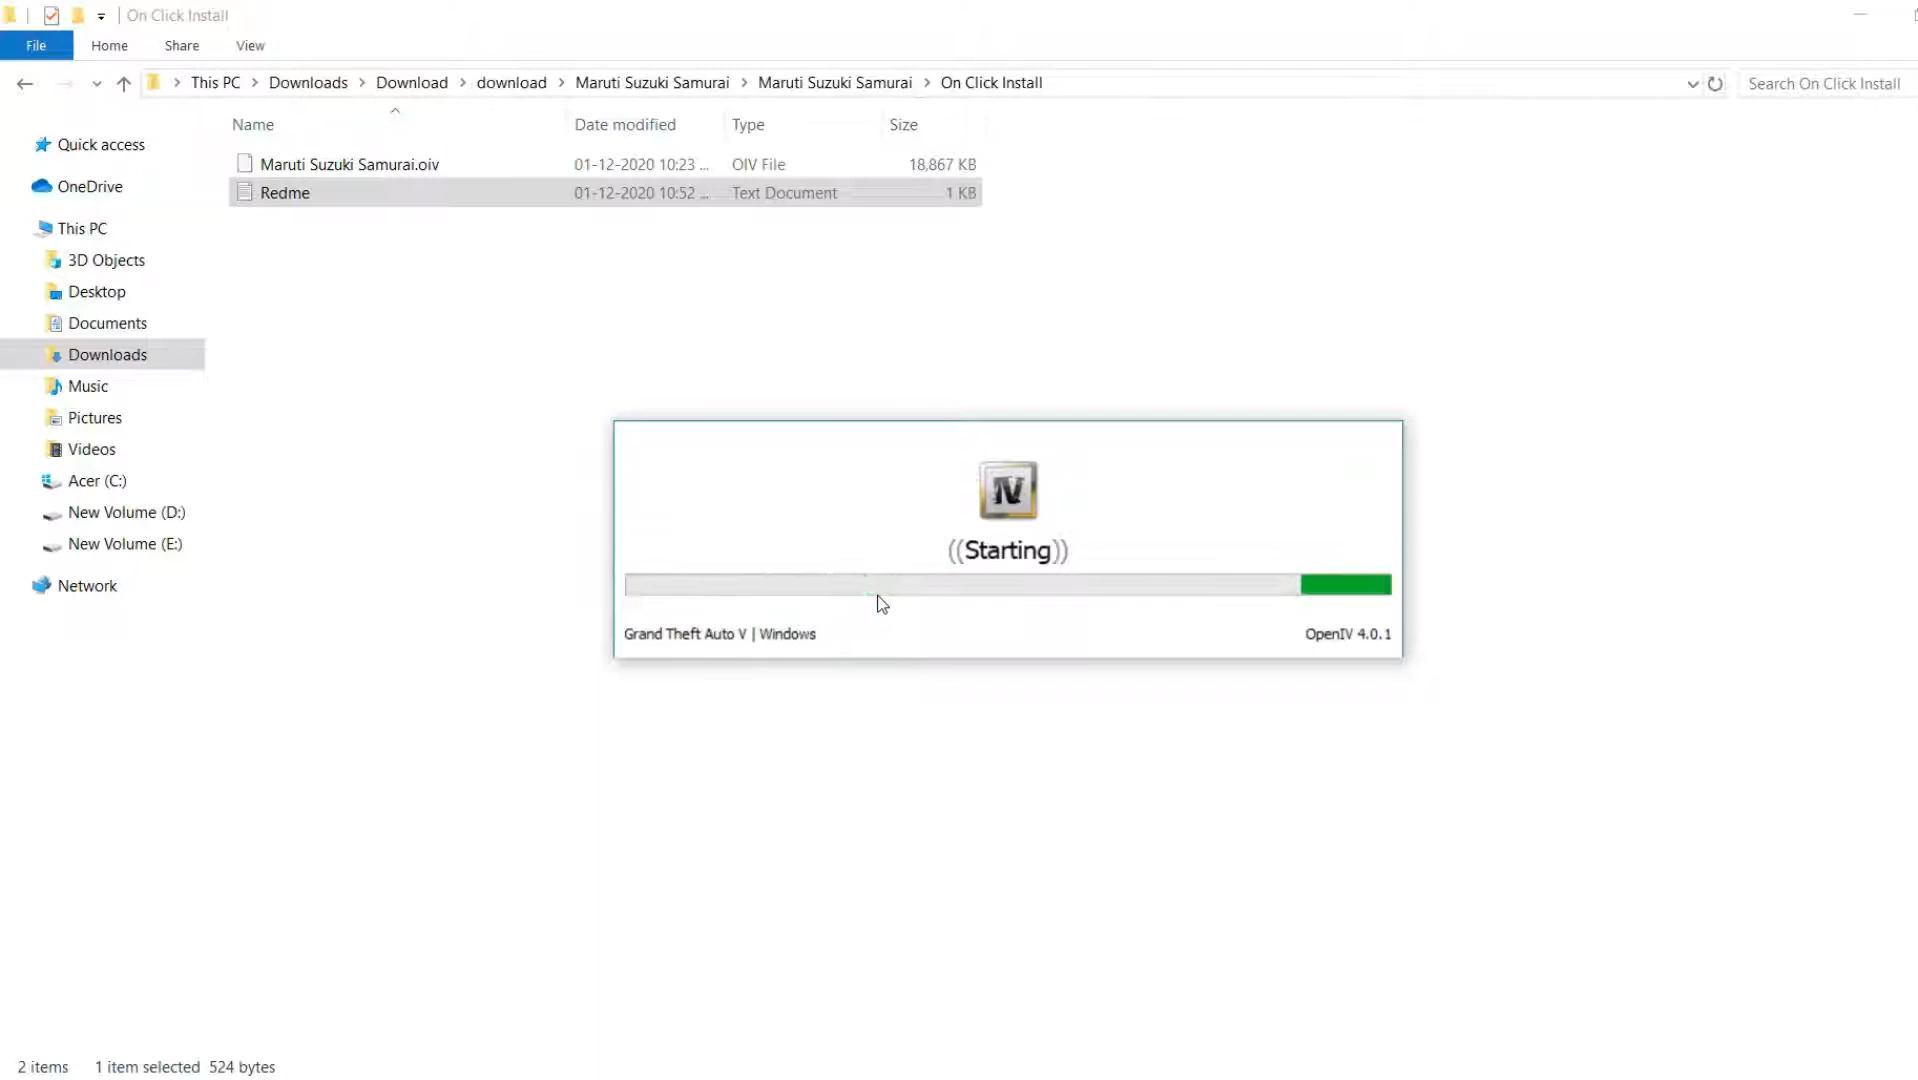 On Click Install
File Home Share View
This PC Downloads Download download Maruti Suzuki Samurai Maruti Suzuki Samurai On Click Install Search On Click Install
Name Date modified Type Size
Maruti Suzuki Samurai.oiv 01-12-2020 10:23 ... OIV File 18,867 KB
Redme 01-12-2020 10:52 ... Text Document 1 KB
Quick access
OneDrive
This PC
3D Objects
Desktop
Documents
Downloads
Music
Pictures
Videos
Acer (C:)
New Volume (D:)
New Volume (E:)
Network
IV
((Starting))
Grand Theft Auto V | Windows OpenIV 4.0.1
2 items 1 item selected 524 bytes